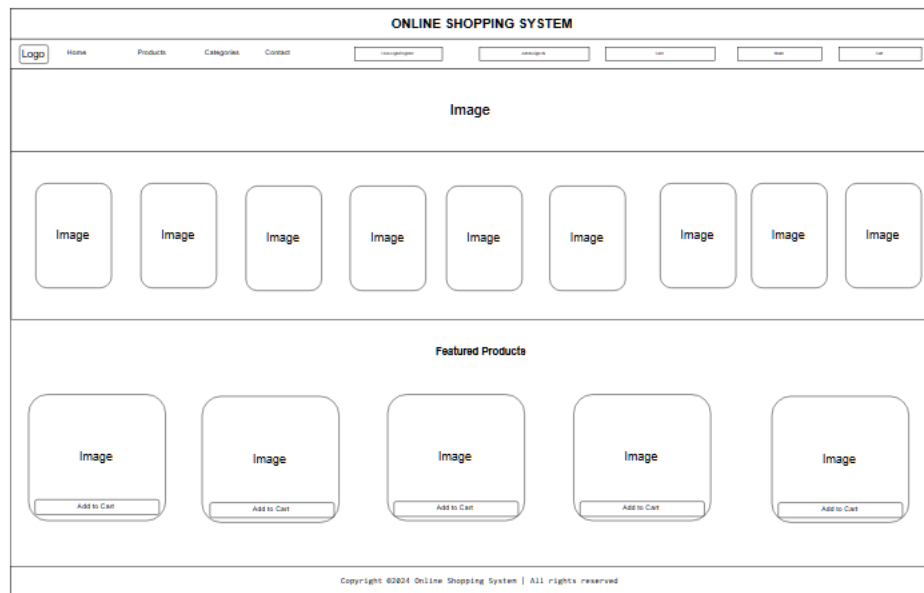 ONLINE SHOPPING SYSTEM
Logo Home Products Categories Contact Cart
Image
Image Image Image Image Image Image Image Image Image
Featured Products
Image Image Image Image Image
Add to Cart Add to Cart Add to Cart Add to Cart Add to Cart
Copyright ©2024 Online Shopping System | All rights reserved